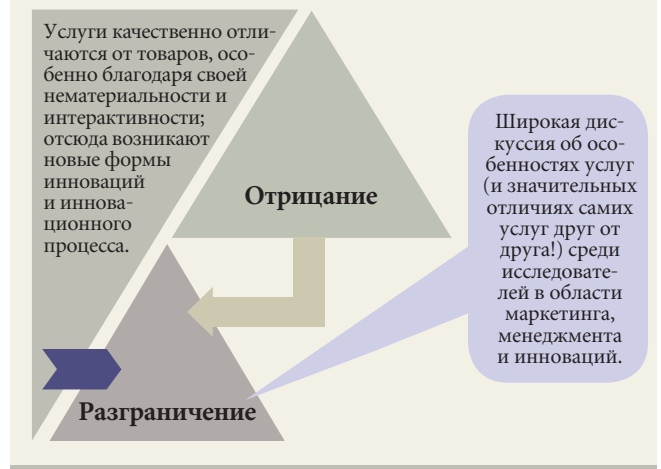 Услуги качественно отли-
чаются от товаров, осо-
бенно благодаря своей
нематериальности и
интерактивности;
отсюда возникают
новые формы
инноваций
и иннова-
ционного
процесса.
Отрицание
Разграничение
Широкая дис-
куссия об осо-
бенностях услуг
(и значительных
отличиях самих
услуг друг от
друга!) среди
исследовате-
лей в области
маркетинга,
менеджмента
и инноваций.